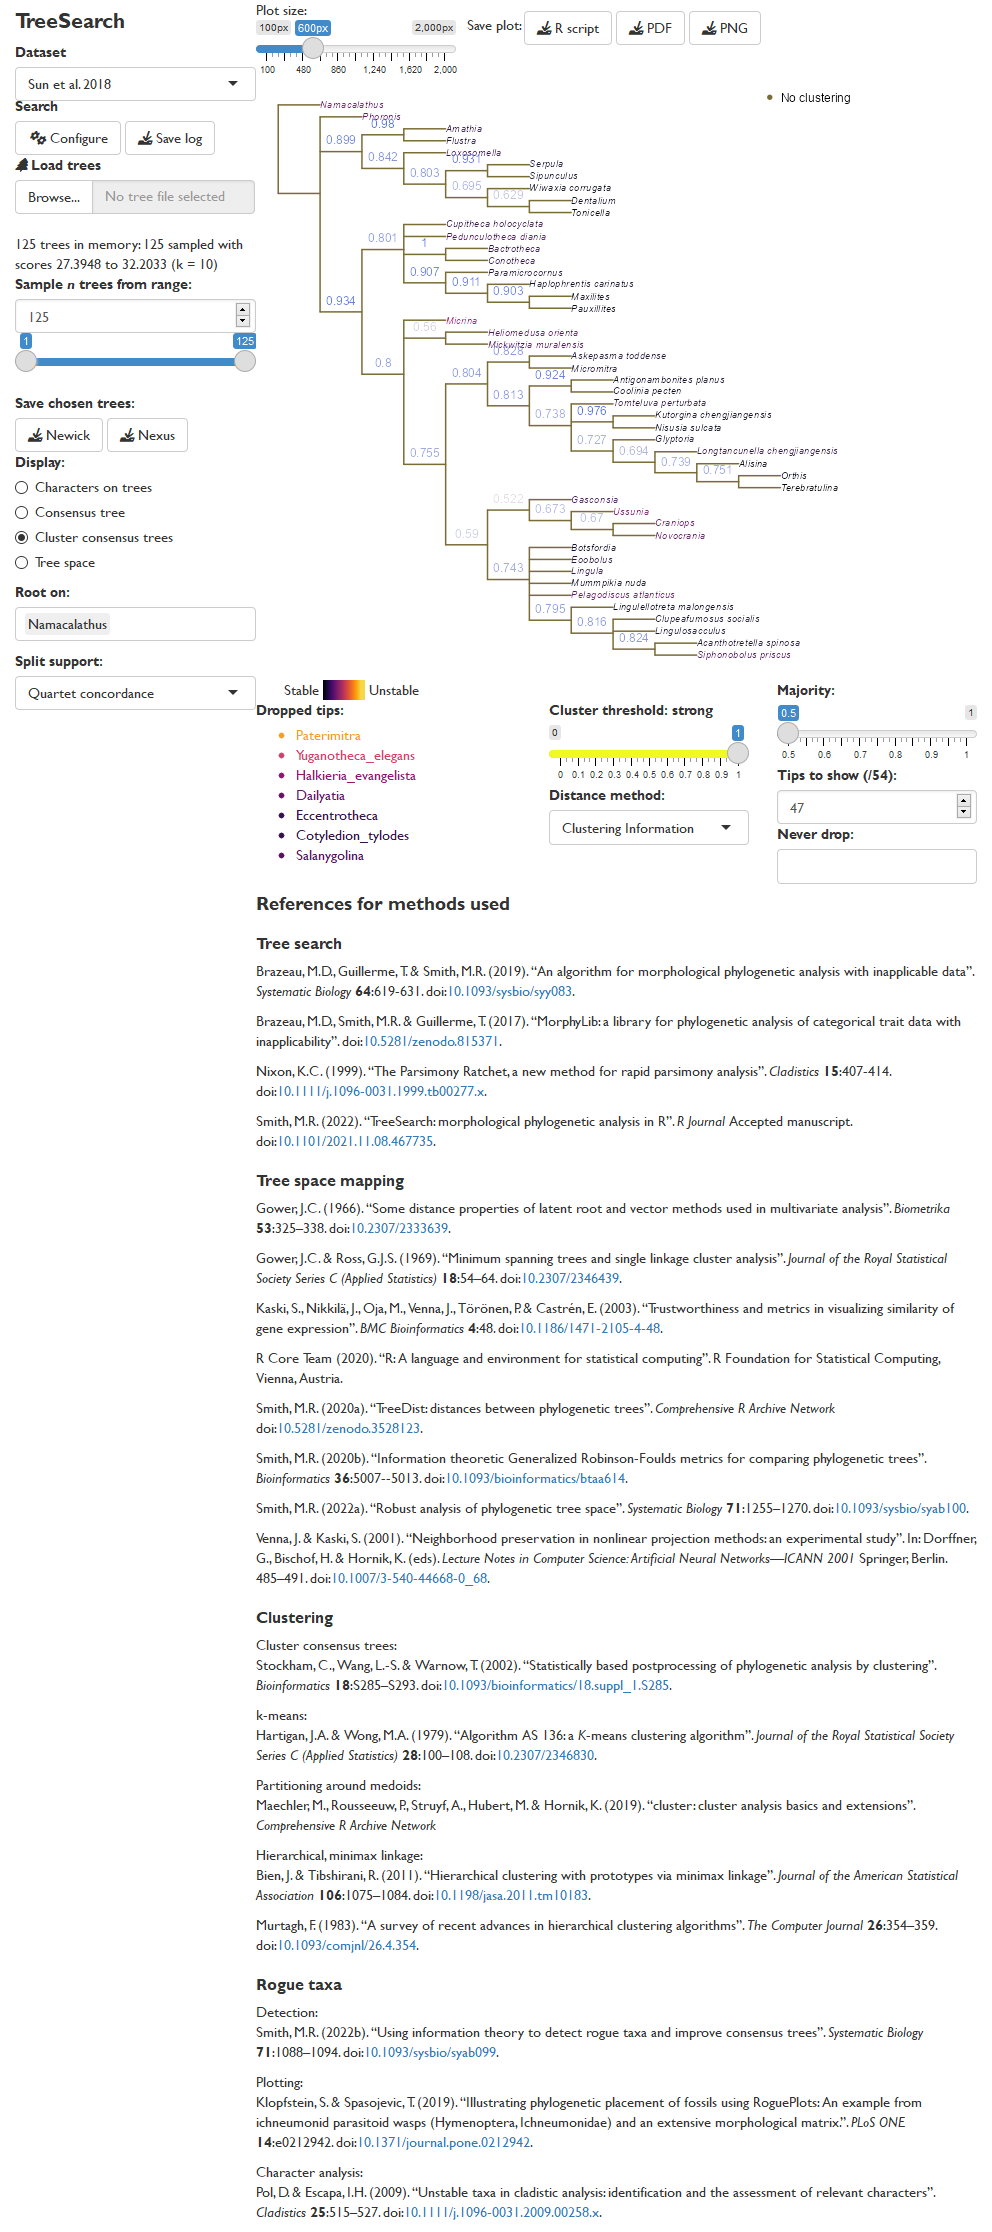 TreeSearch
Dataset
Sun et al. 2018
Search
Configure
Save log
Load trees
Browse...
No tree file selected
125 trees in memory: 125 sampled with
scores 27.3948 to 32.2033 (k = 10)
Sample n trees from range:
125
1
125
Save chosen trees:
Newick
Nexus
Display:
Characters on trees
Consensus tree
Cluster consensus trees
Tree space
Root on:
Namacalathus
Split support:
Quartet concordance
Plot size:
100px
600px
2,000px
100 480 860 1,240 1,620 2,000
Save plot:
R script
PDF
PNG
No clustering
Namacalathus
Phoronis
0.98
Amathia
0.899
Flustra
Loxosomella
0.842
0.931
Serpula
0.803
Sipunculus
0.695
Wiwaxia corrugata
0.629
Dentalium
Tonicella
Cupitheca holocyclata
0.801
Pedunculotheca diania
1
Bactrotheca
Conotheca
0.907
Paramicrocornus
0.911
Haplophrentis carinatus
0.903
Maxilites
0.934
Pauxillites
Micrina
0.56
Heliomedusa orienta
Mickwitzia muralensis
0.828
Askepasma toddense
0.8
Micromitra
0.804
0.924
Antigonambonites planus
Coolinia pecten
0.813
Tomteluva perturbata
0.738
0.976
Kutorgina chengjiangensis
Nisusia sulcata
0.727
Glyptoria
0.694
Longtancunella chengjiangensis
0.755
0.739
Alisina
0.751
Orthis
Terebratulina
0.522
Gasconsia
0.673
Ussunia
0.67
Craniops
0.59
Novocrania
Botsfordia
Eoobolus
0.743
Lingula
Mummpikia nuda
Pelagodiscus atlanticus
0.795
Lingulellotreta malongensis
0.816
Clupeafumosus socialis
Lingulosacculus
0.824
Acanthotretella spinosa
Siphonobolus priscus
Stable
Unstable
Dropped tips:
Paterimitra
Yuganotheca_elegans
Halkieria_evangelista
Dailyatia
Eccentrotheca
Cotyledion_tylodes
Salanygolina
Cluster threshold: strong
0
1
0 0.1 0.2 0.3 0.4 0.5 0.6 0.7 0.8 0.9 1
Distance method:
Clustering Information
Majority:
0.5
1
0.5 0.6 0.7 0.8 0.9 1
Tips to show (/54):
47
Never drop:
References for methods used
Tree search
Brazeau, M.D., Guillerme, T. & Smith, M.R. (2019). “An algorithm for morphological phylogenetic analysis with inapplicable data”.
Systematic Biology 64:619-631. doi:10.1093/sysbio/syy083.
Brazeau, M.D., Smith, M.R. & Guillerme, T. (2017). “MorphyLib: a library for phylogenetic analysis of categorical trait data with
inapplicability”. doi:10.5281/zenodo.815371.
Nixon, K.C. (1999). “The Parsimony Ratchet, a new method for rapid parsimony analysis”. Cladistics 15:407-414.
doi:10.1111/j.1096-0031.1999.tb00277.x.
Smith, M.R. (2022). “TreeSearch: morphological phylogenetic analysis in R”. R Journal Accepted manuscript.
doi:10.1101/2021.11.08.467735.
Tree space mapping
Gower, J.C. (1966). “Some distance properties of latent root and vector methods used in multivariate analysis”. Biometrika
53:325–338. doi:10.2307/2333639.
Gower, J.C. & Ross, G.J.S. (1969). “Minimum spanning trees and single linkage cluster analysis”. Journal of the Royal Statistical
Society Series C (Applied Statistics) 18:54–64. doi:10.2307/2346439.
Kaski, S., Nikkilä, J., Oja, M., Venna, J., Törönen, P. & Castrén, E. (2003). “Trustworthiness and metrics in visualizing similarity of
gene expression”. BMC Bioinformatics 4:48. doi:10.1186/1471-2105-4-48.
R Core Team (2020). “R: A language and environment for statistical computing”. R Foundation for Statistical Computing,
Vienna, Austria.
Smith, M.R. (2020a). “TreeDist: distances between phylogenetic trees”. Comprehensive R Archive Network
doi:10.5281/zenodo.3528123.
Smith, M.R. (2020b). “Information theoretic Generalized Robinson-Foulds metrics for comparing phylogenetic trees”.
Bioinformatics 36:5007--5013. doi:10.1093/bioinformatics/btaa614.
Smith, M.R. (2022a). “Robust analysis of phylogenetic tree space”. Systematic Biology 71:1255–1270. doi:10.1093/sysbio/syab100.
Venna, J. & Kaski, S. (2001). “Neighborhood preservation in nonlinear projection methods: an experimental study”. In: Dorffner,
G., Bischof, H. & Hornik, K. (eds). Lecture Notes in Computer Science: Artificial Neural Networks—ICANN 2001 Springer, Berlin.
485–491. doi:10.1007/3-540-44668-0_68.
Clustering
Cluster consensus trees:
Stockham, C., Wang, L.-S. & Warnow, T. (2002). “Statistically based postprocessing of phylogenetic analysis by clustering”.
Bioinformatics 18:S285–S293. doi:10.1093/bioinformatics/18.suppl_1.S285.
k-means:
Hartigan, J.A. & Wong, M.A. (1979). “Algorithm AS 136: a K-means clustering algorithm”. Journal of the Royal Statistical Society
Series C (Applied Statistics) 28:100–108. doi:10.2307/2346830.
Partitioning around medoids:
Maechler, M., Rousseeuw, P., Struyf, A., Hubert, M. & Hornik, K. (2019). “cluster: cluster analysis basics and extensions”.
Comprehensive R Archive Network
Hierarchical, minimax linkage:
Bien, J. & Tibshirani, R. (2011). “Hierarchical clustering with prototypes via minimax linkage”. Journal of the American Statistical
Association 106:1075–1084. doi:10.1198/jasa.2011.tm10183.
Murtagh, F. (1983). “A survey of recent advances in hierarchical clustering algorithms”. The Computer Journal 26:354–359.
doi:10.1093/comjnl/26.4.354.
Rogue taxa
Detection:
Smith, M.R. (2022b). “Using information theory to detect rogue taxa and improve consensus trees”. Systematic Biology
71:1088–1094. doi:10.1093/sysbio/syab099.
Plotting:
Klopfstein, S. & Spasojevic, T. (2019). “Illustrating phylogenetic placement of fossils using RoguePlots: An example from
ichneumonid parasitoid wasps (Hymenoptera, Ichneumonidae) and an extensive morphological matrix.”. PLoS ONE
14:e0212942. doi:10.1371/journal.pone.0212942.
Character analysis:
Pol, D. & Escapa, I.H. (2009). “Unstable taxa in cladistic analysis: identification and the assessment of relevant characters”.
Cladistics 25:515–527. doi:10.1111/j.1096-0031.2009.00258.x.